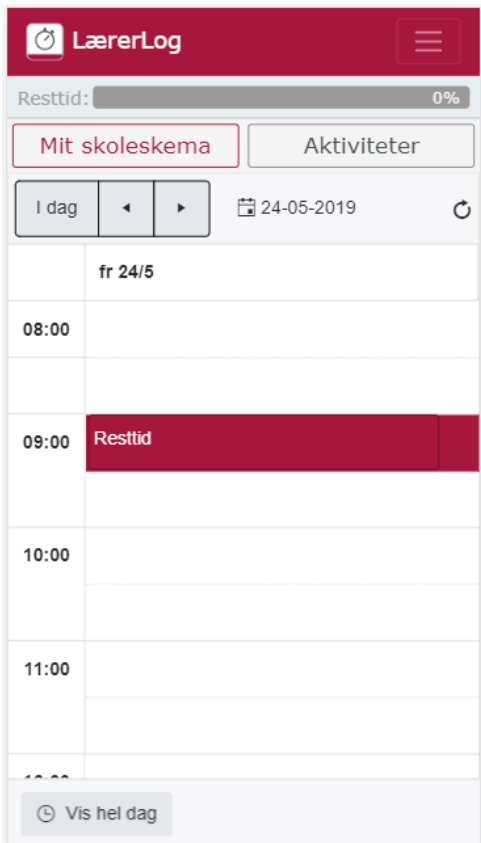 LærerLog
Resttid: 0%
Mit skoleskema Aktiviteter
I dag 24-05-2019
fr 24/5
08:00
09:00 Resttid
10:00
11:00
Vis hel dag